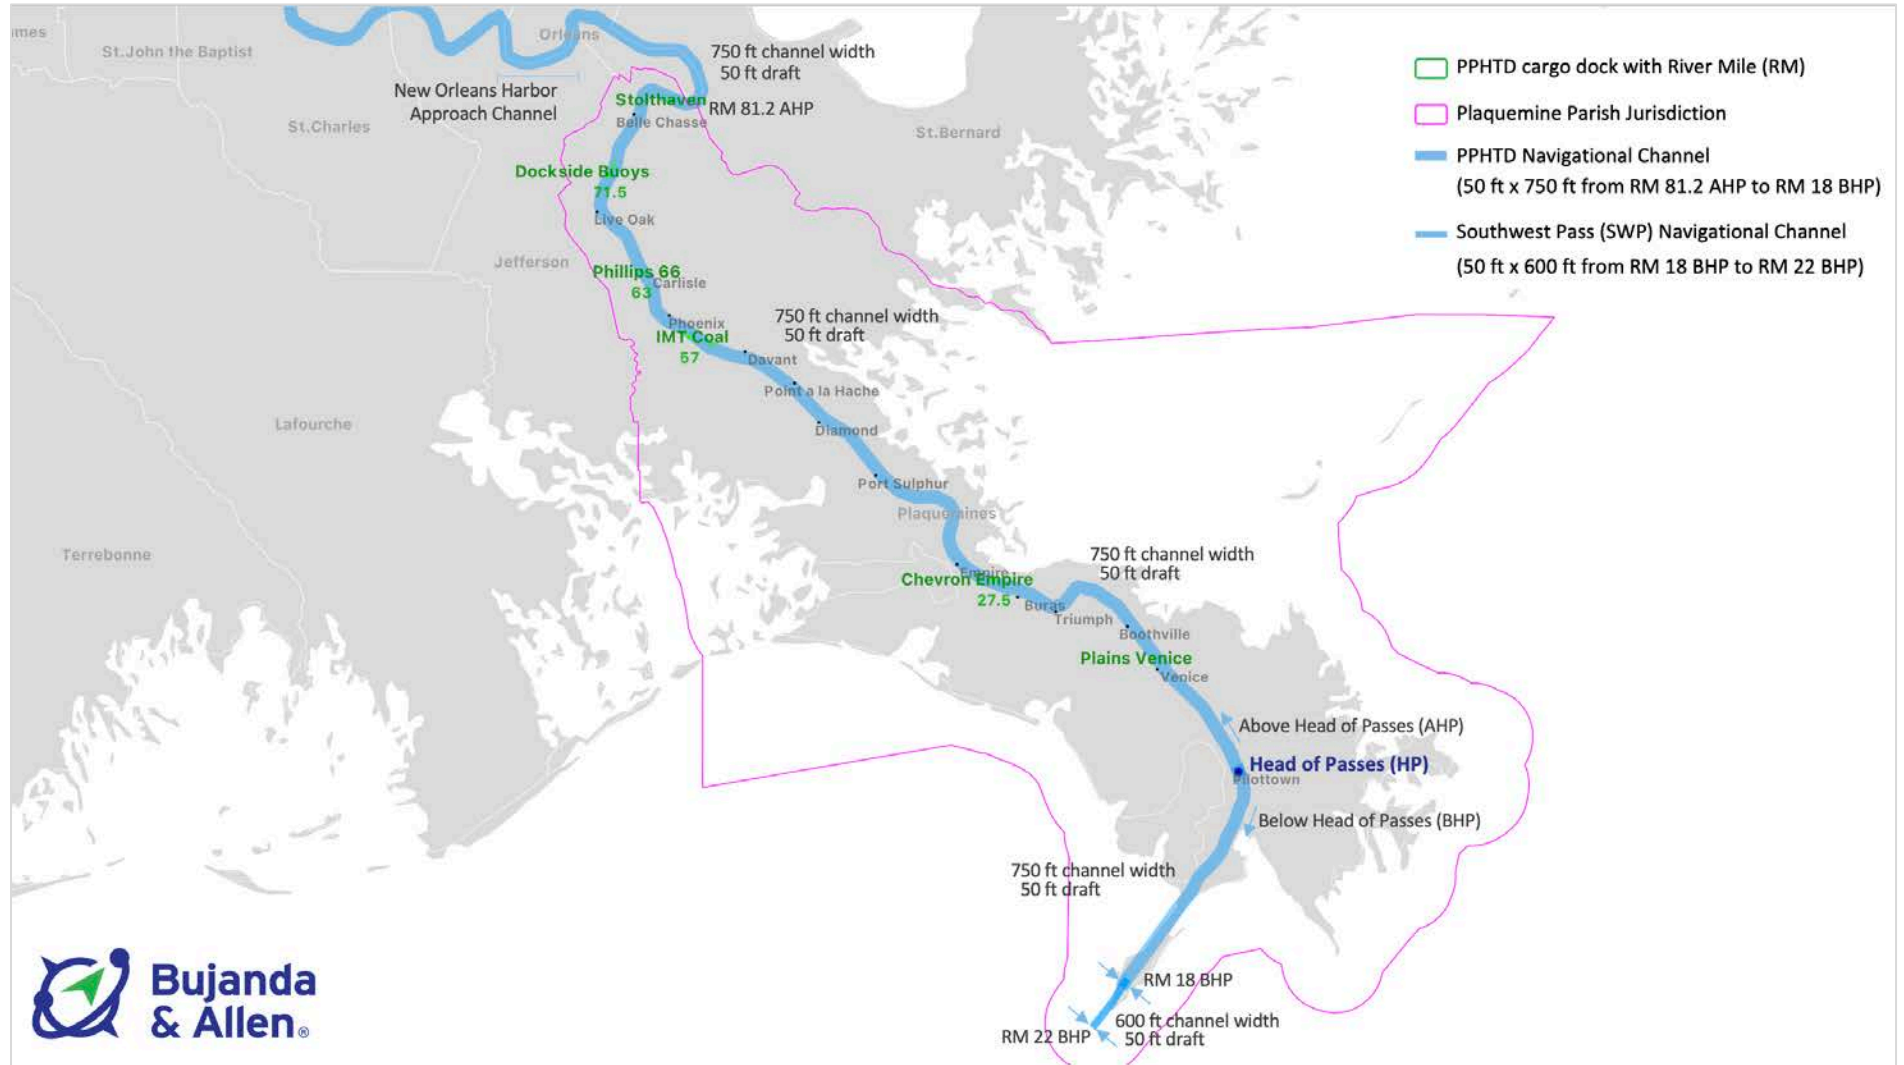 mes
St.John the Baptist
Orleans
750 ft channel width
50 ft draft
New Orleans Harbor
Approach Channel
Stolthaven
RM 81.2 AHP
Belle Chasse
St.Charles
St.Bernard
Dockside Buoys
71.5
Live Oak
Jefferson
Phillips 66
63
Carlisle
Phoenix
IMT Coal
57
750 ft channel width
50 ft draft
Davant
Point a la Hache
Lafourche
Diamond
Port Sulphur
Plaquemines
Terrebonne
Empire
Chevron Empire
27.5
Buras
Triumph
750 ft channel width
50 ft draft
Boothville
Plains Venice
Venice
Above Head of Passes (AHP)
Head of Passes (HP)
Pilottown
Below Head of Passes (BHP)
750 ft channel width
50 ft draft
RM 18 BHP
600 ft channel width
50 ft draft
RM 22 BHP
PPHTD cargo dock with River Mile (RM)
Plaquemine Parish Jurisdiction
PPHTD Navigational Channel
(50 ft x 750 ft from RM 81.2 AHP to RM 18 BHP)
Southwest Pass (SWP) Navigational Channel
(50 ft x 600 ft from RM 18 BHP to RM 22 BHP)
Bujanda
& Allen®